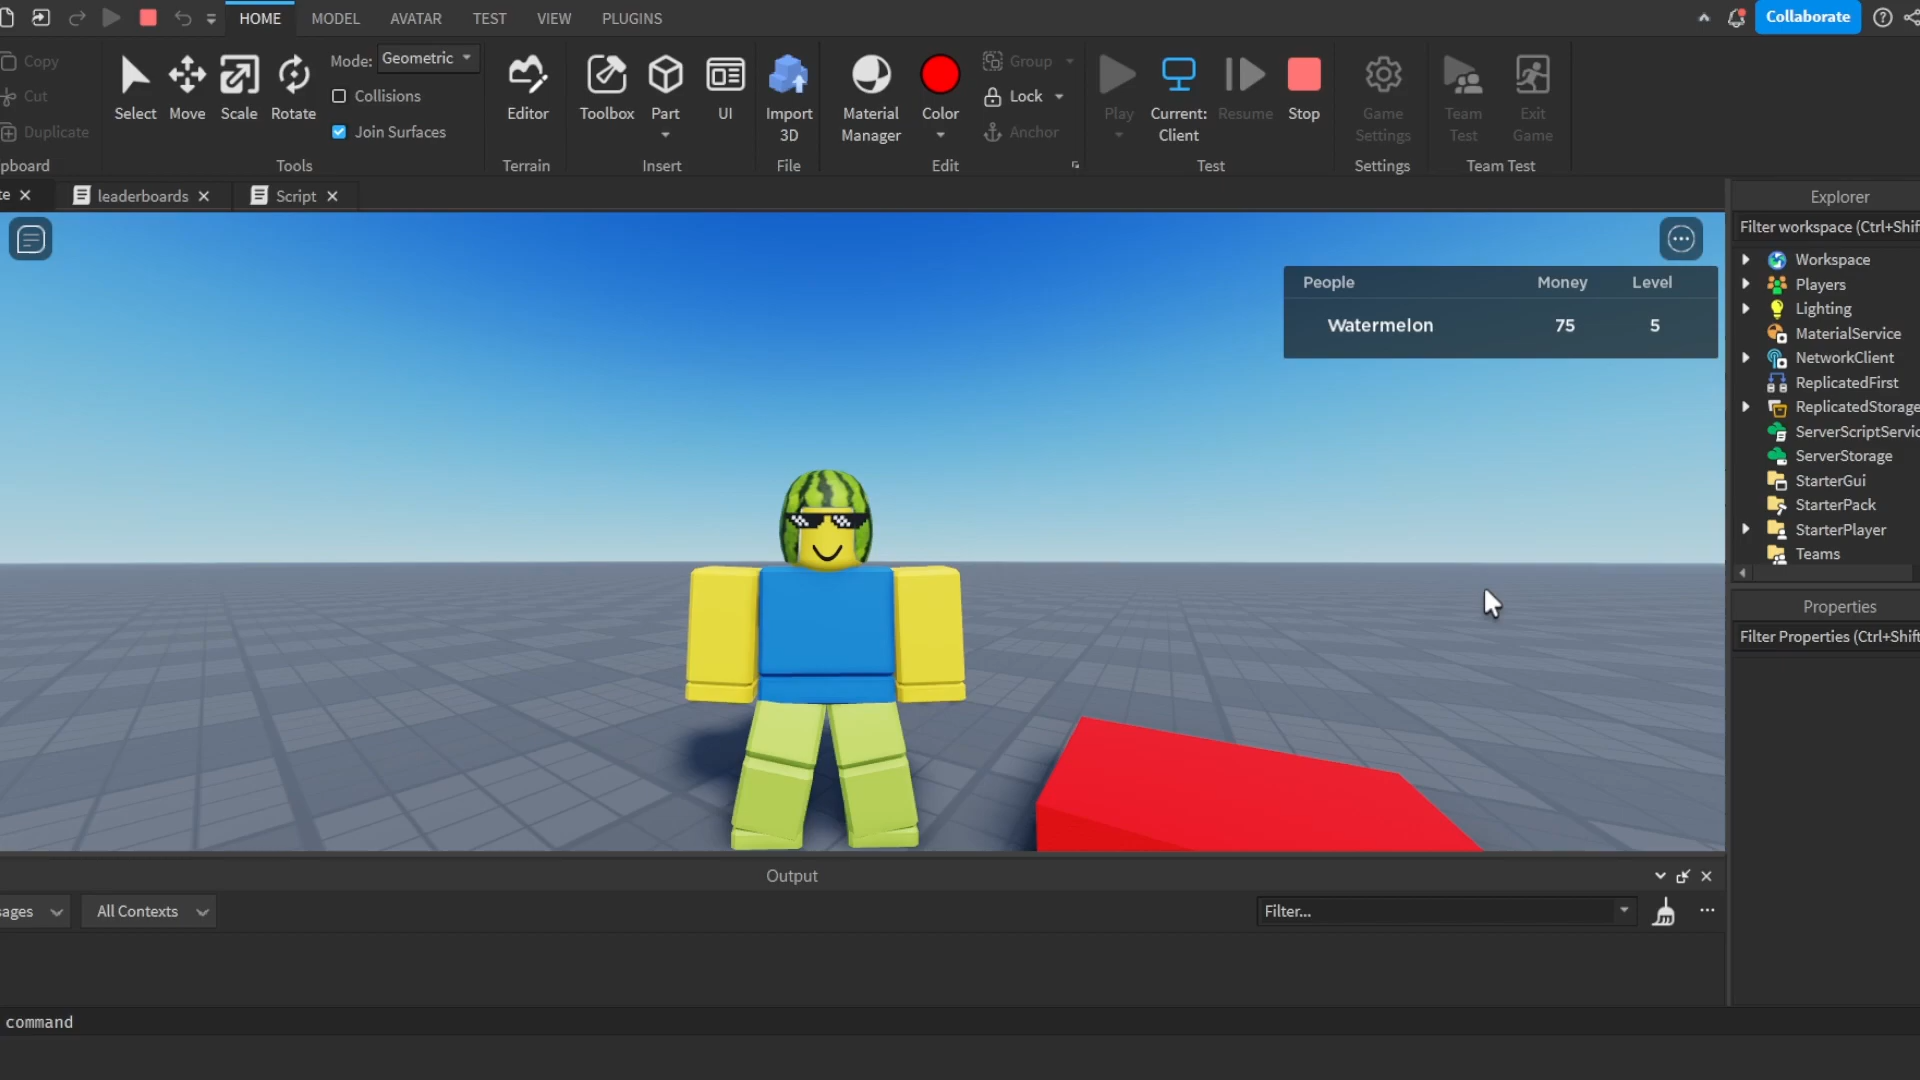 HOME MODEL AVATAR TEST VIEW PLUGINS Collaborate
Copy
Cut
Duplicate
pboard
Select Move Scale Rotate
Mode: Geometric
Collisions
Join Surfaces
Tools
Editor
Terrain
Toolbox Part UI
Insert
Import
3D
File
Material
Manager
Color
Group
Lock
Anchor
Edit
Play
Current:
Client
Resume Stop
Test
Game
Settings
Settings
Team
Test
Exit
Game
Team Test
te leaderboards Script
People Money Level
Watermelon 75 5
Explorer
Filter workspace (Ctrl+Shif
Workspace
Players
Lighting
MaterialService
NetworkClient
ReplicatedFirst
ReplicatedStorage
ServerScriptServic
ServerStorage
StarterGui
StarterPack
StarterPlayer
Teams
Properties
Filter Properties (Ctrl+Shift
Output
sages All Contexts Filter...
command